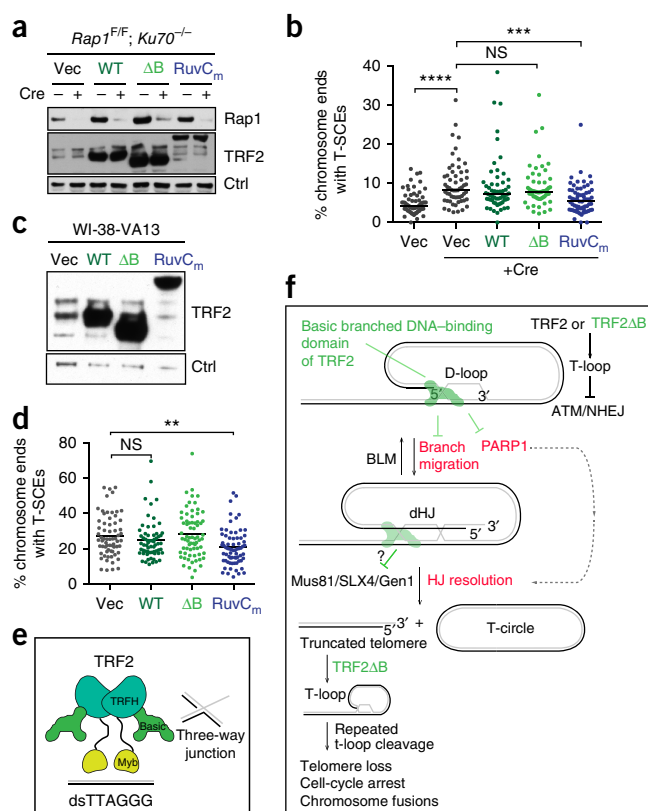 a
Rap1F/F; Ku70−/−
Vec WT ΔB RuvCm
Cre − + − + − + − +
Rap1
TRF2
Ctrl
b
***
NS
****
% chromosome ends
with T-SCEs
40
30
20
10
0
Vec Vec WT ΔB RuvCm
+Cre
c
WI-38-VA13
Vec WT ΔB RuvCm
TRF2
Ctrl
d
**
NS
% chromosome ends
with T-SCEs
80
60
40
20
0
Vec WT ΔB RuvCm
e
TRF2
TRFH
Basic
Myb
Three-way
junction
dsTTAGGG
f
Basic branched DNA–binding
domain
of TRF2
D-loop
5′
3′
TRF2 or TRF2ΔB
T-loop
ATM/NHEJ
BLM
Branch
migration
PARP1
dHJ
3′
5′
?
Mus81/SLX4/Gen1
HJ resolution
3′
5′
+
T-circle
Truncated telomere
TRF2ΔB
T-loop
Repeated
t-loop cleavage
Telomere loss
Cell-cycle arrest
Chromosome fusions